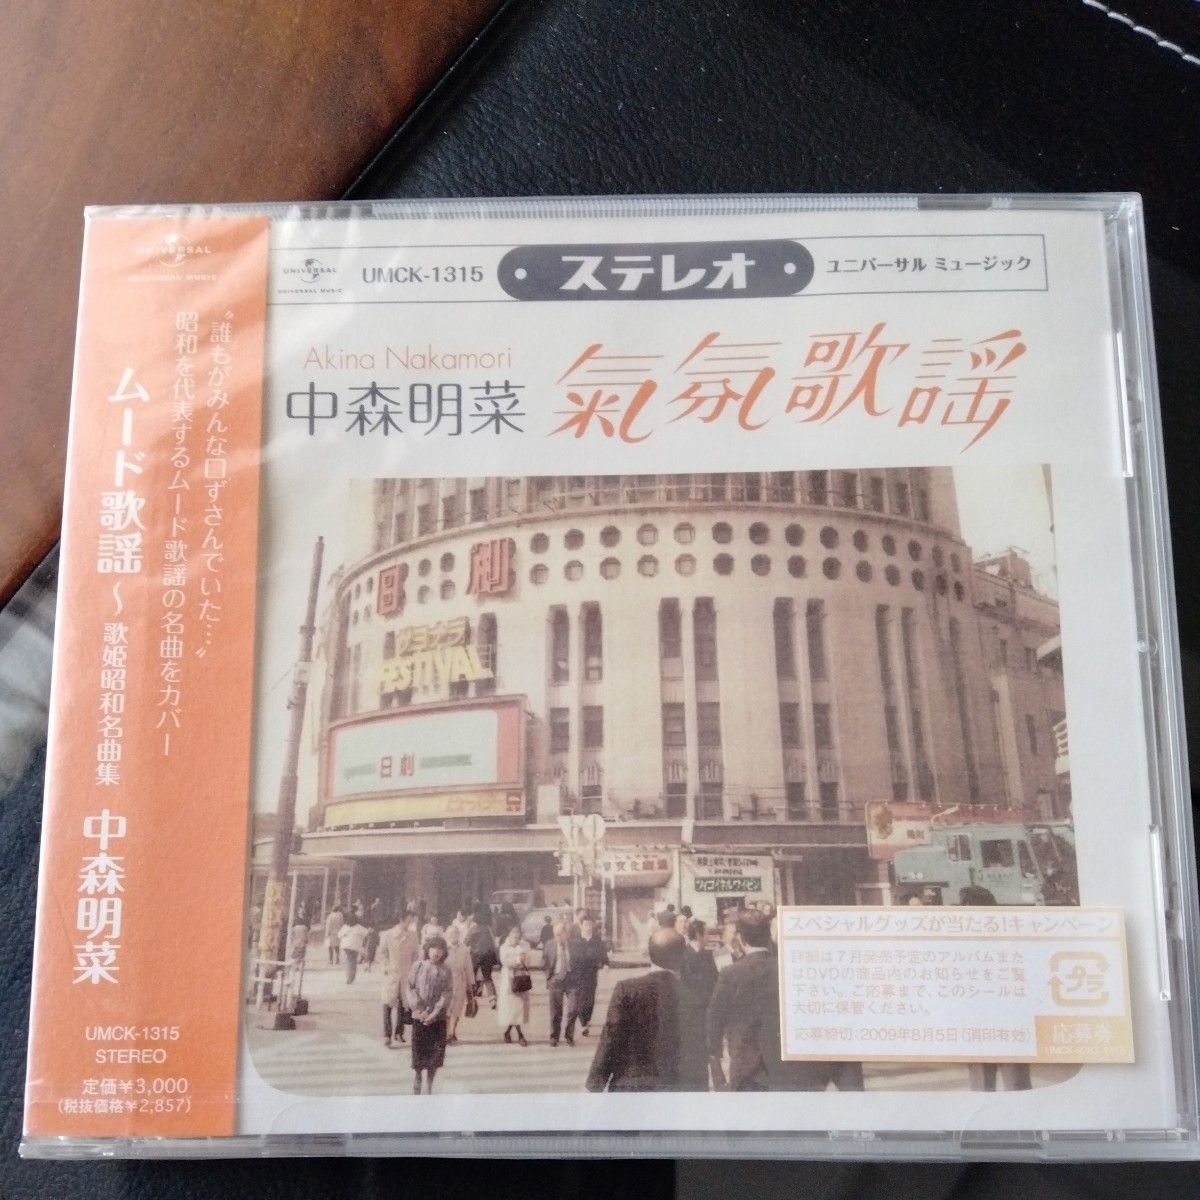 UNIVERSAL
UNIVERSAL MUSIC
〝誰もがみんな口ずさんでいた…〟
昭和を代表するムード歌謡の名曲をカバー
ムード歌謡 〜 歌姫昭和名曲集 中森明菜
UMCK-1315
STEREO
定価¥3,000
(税抜価格¥2,857)
UNIVERSAL
UNIVERSAL MUSIC
UMCK-1315
・ステレオ・
ユニバーサル ミュージック
Akina Nakamori
中森明菜
氣氛歌謡
日劇
サヨナラ
FESTIVAL
日劇
スペシャルグッズが当たる!キャンペーン
詳細は7月発売予定のアルバムまた
はDVDの商品内のお知らせをご覧
下さい。ご応募まで、このシールは
大切に保管ください。
応募締切:2009年8月5日(消印有効)
プラ
応募券